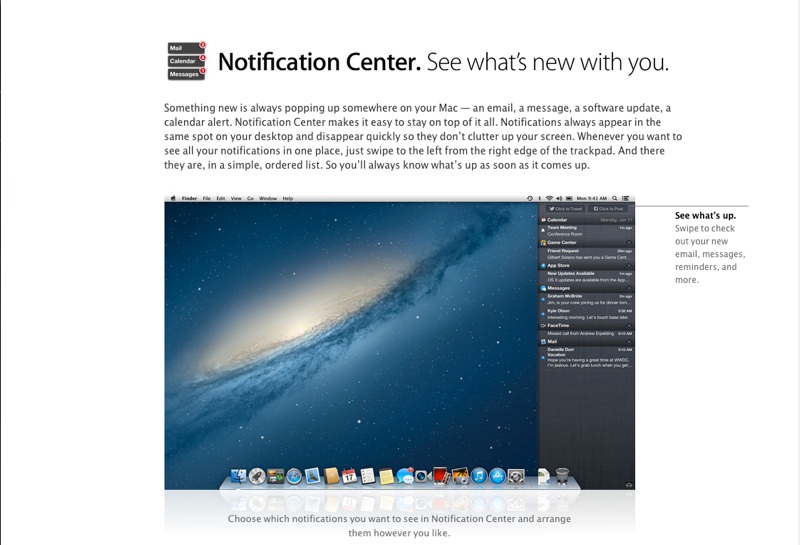 Mail
Calendar
Messages
Notification Center. See what's new with you.
Something new is always popping up somewhere on your Mac — an email, a message, a software update, a
calendar alert. Notification Center makes it easy to stay on top of it all. Notifications always appear in the
same spot on your desktop and disappear quickly so they don't clutter up your screen. Whenever you want to
see all your notifications in one place, just swipe to the left from the right edge of the trackpad. And there
they are, in a simple, ordered list. So you'll always know what's up as soon as it comes up.
Finder File Edit View Go Window Help
Mon 9:41 AM
Click to Tweet Click to Post
Calendar Monday, Jun 11
Team Meeting
Conference Room
Game Center
Friend Request
Gilbert Solano has sent you a Game Cent...
App Store
New Updates Available
OS X updates are available from the App...
Messages
Graham McBride
Jim, is your crew joining us for dinner tom...
Kyle Olson
Interesting morning. Let's touch base later.
FaceTime
Missed call from Andrew Erpelding
Mail
Danielle Durr
Vacation
Hope you're having a great time at WWDC.
I'm jealous. Let's grab lunch when you get...
17
See what's up.
Swipe to check
out your new
email, messages,
reminders, and
more.
Choose which notifications you want to see in Notification Center and arrange
them however you like.